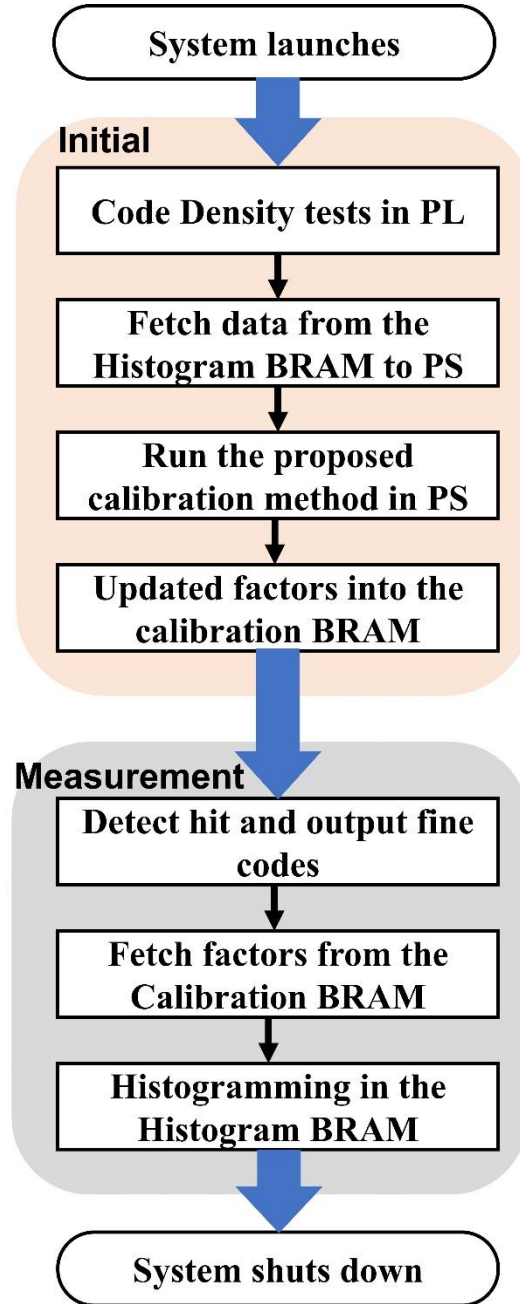 System launches
Initial
Code Density tests in PL
Fetch data from the
Histogram BRAM to PS
Run the proposed
calibration method in PS
Updated factors into the
calibration BRAM
Measurement
Detect hit and output fine
codes
Fetch factors from the
Calibration BRAM
Histogramming in the
Histogram BRAM
System shuts down